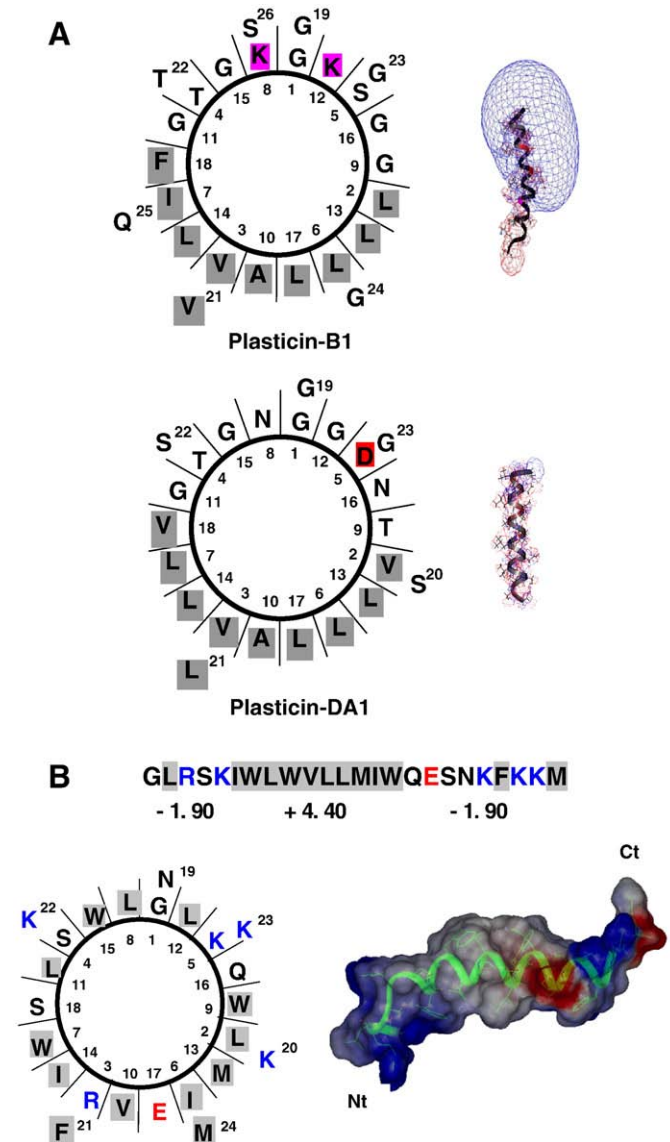 A
S²⁶ G¹⁹
K G K G²³
T²² G S
15 8 1 12
T 4 5 G
G 11 16
F 18 9 G
I 7 2 L
Q²⁵ L 14 13 L
3 10 17 6
V A L L
V²¹ G²⁴
Plasticin-B1
G¹⁹
N G G G²³
S²² G D
15 8 1 12
T 4 5 N
G 11 16
V 18 9 T
L 7 2 V S²⁰
L 14 13 L
3 10 17 6
V A L L
L²¹
Plasticin-DA1
B GLRSKIWLWVLLMIWQESNKFKKM
- 1. 90 + 4. 40 - 1. 90
Ct
N¹⁹
K²² W L G L K K²³
15 8 1 12
S 4 5 Q
L 11 16
S 18 9 W
W 7 2 L
I 14 13 M K²⁰
3 10 17 6
R V E I
F²¹ M²⁴
Nt